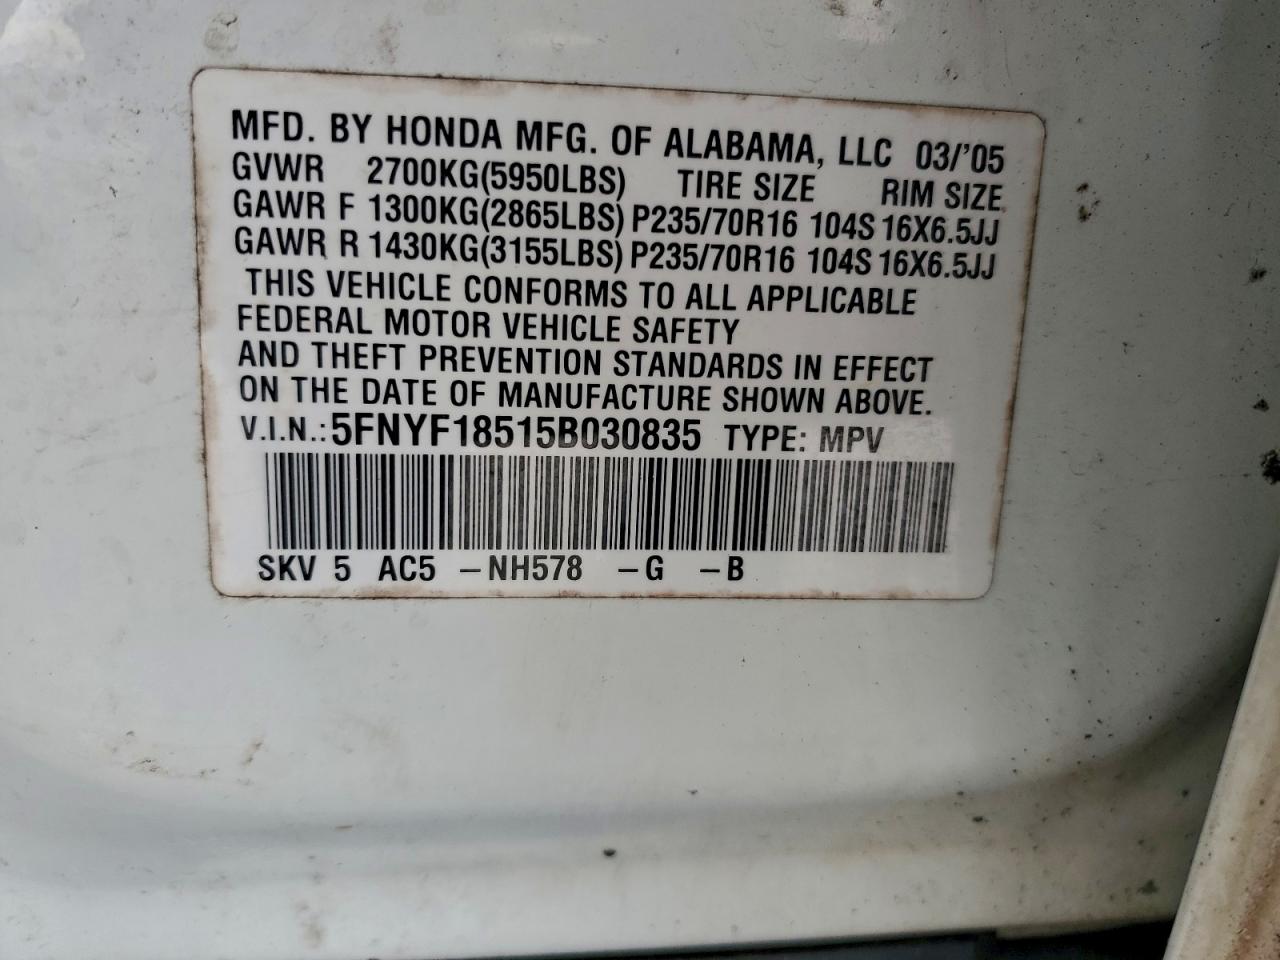 MFD. BY HONDA MFG. OF ALABAMA, LLC 03/'05
GVWR 2700KG(5950LBS) TIRE SIZE RIM SIZE
GAWR F 1300KG(2865LBS) P235/70R16 104S 16X6.5JJ
GAWR R 1430KG(3155LBS) P235/70R16 104S 16X6.5JJ
THIS VEHICLE CONFORMS TO ALL APPLICABLE
FEDERAL MOTOR VEHICLE SAFETY
AND THEFT PREVENTION STANDARDS IN EFFECT
ON THE DATE OF MANUFACTURE SHOWN ABOVE.
V.I.N.: 5FNYF18515B030835 TYPE: MPV
SKV 5 AC5 -NH578 -G -B